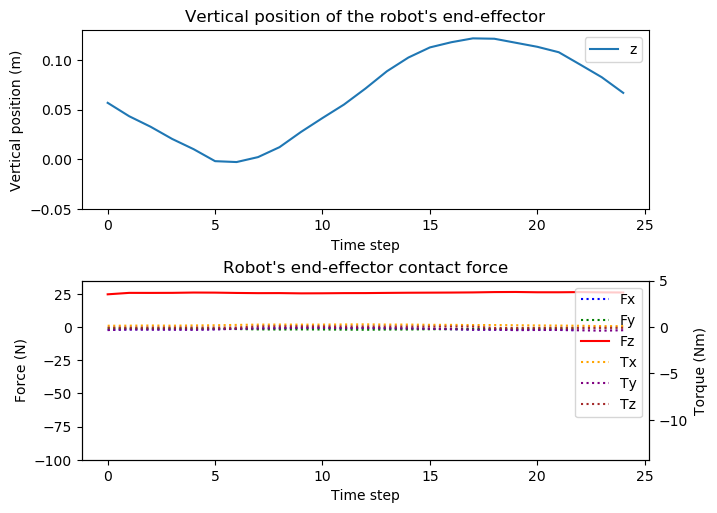 Vertical position of the robot's end-effector
Vertical position (m)
0.10
0.05
0.00
−0.05
z
0 5 10 15 20 25
Time step
Robot's end-effector contact force
Force (N)
25
0
−25
−50
−75
−100
Fx
Fy
Fz
Tx
Ty
Tz
5
0
−5
−10
Torque (Nm)
0 5 10 15 20 25
Time step